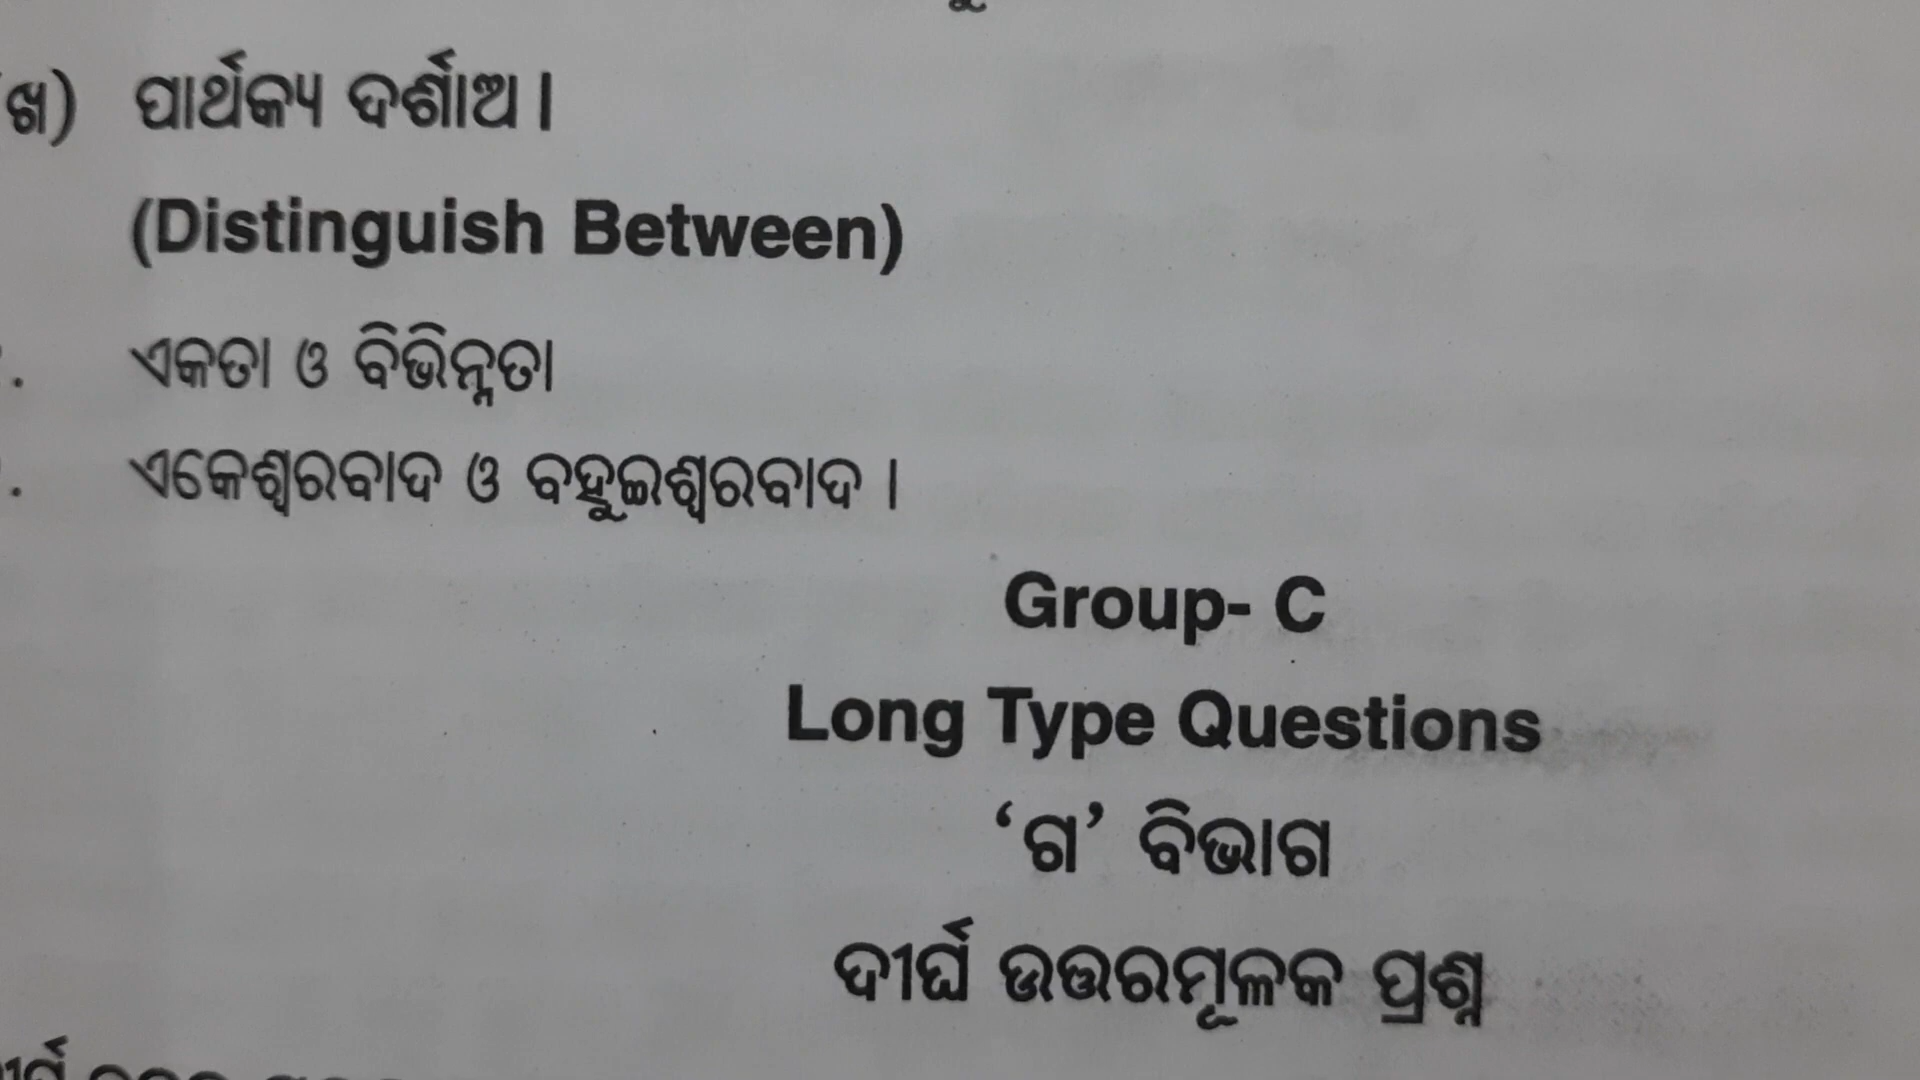 (ଖ) ପାର୍ଥକ୍ୟ ଦର୍ଶାଅ ।
(Distinguish Between)
. ଏକତା ଓ ବିଭିନ୍ନତା
. ଏକେଶ୍ୱରବାଦ ଓ ବହୁଇଶ୍ୱରବାଦ ।
Group- C
Long Type Questions
‘ଗ’ ବିଭାଗ
ଦୀର୍ଘ ଉତ୍ତରମୂଳକ ପ୍ରଶ୍ନ